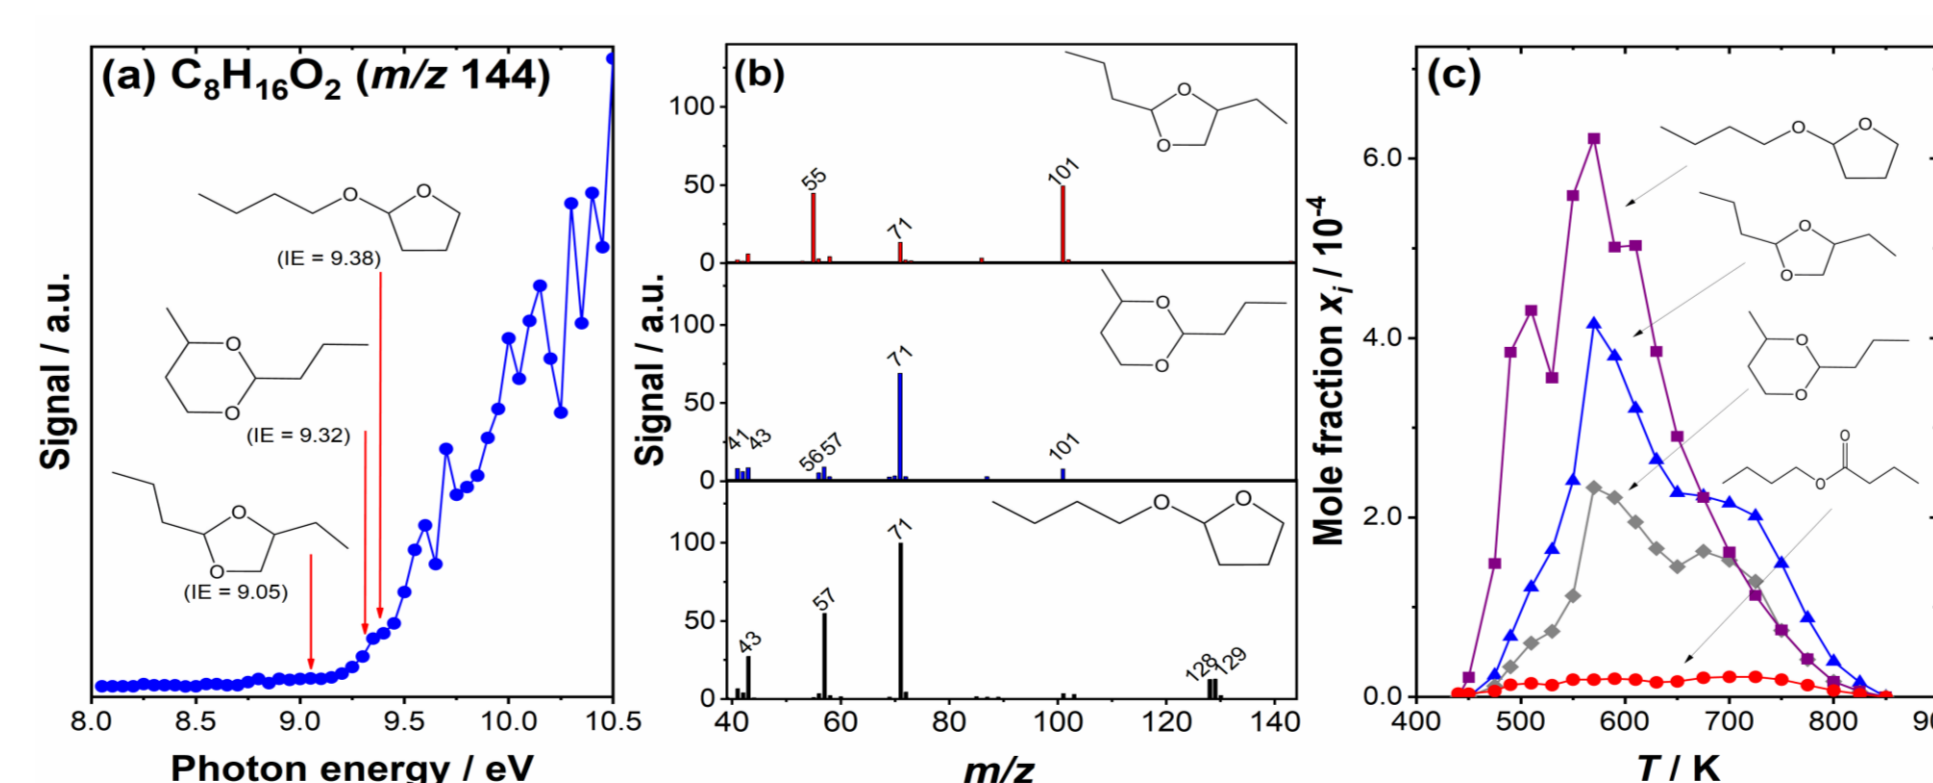 (a) C₈H₁₆O₂ (m/z 144)
O
O
(IE = 9.38)
O
O
(IE = 9.32)
O
O
(IE = 9.05)
Signal / a.u.
8.0 8.5 9.0 9.5 10.0 10.5
Photon energy / eV
(b)
O
O
100
50
0
55
71
101
O
O
100
50
0
41
43
56
57
71
101
O
O
100
50
0
43
57
71
128
129
Signal / a.u.
40 60 80 100 120 140
m/z
(c)
O
O
O
O
O
O
O
O
6.0
4.0
2.0
0.0
Mole fraction xᵢ / 10⁻⁴
400 500 600 700 800 90
T / K